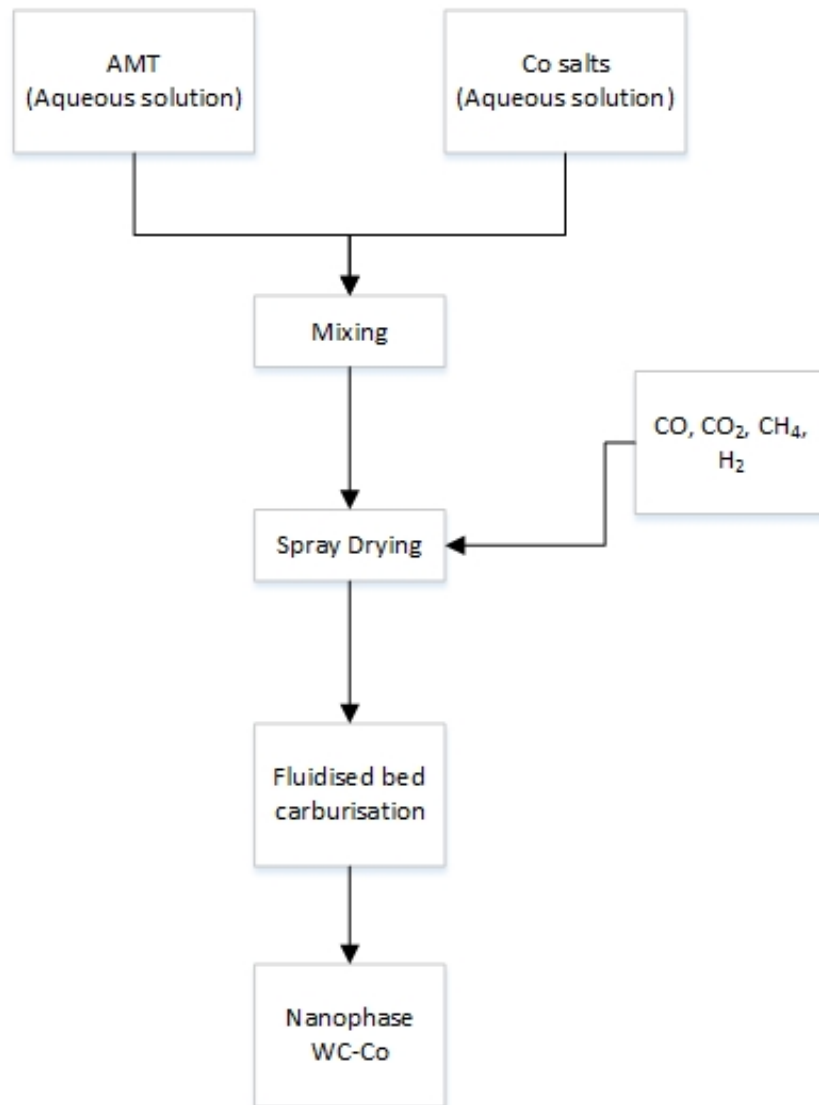 AMT
(Aqueous solution)
Co salts
(Aqueous solution)
Mixing
CO, CO₂, CH₄,
H₂
Spray Drying
Fluidised bed
carburisation
Nanophase
WC-Co